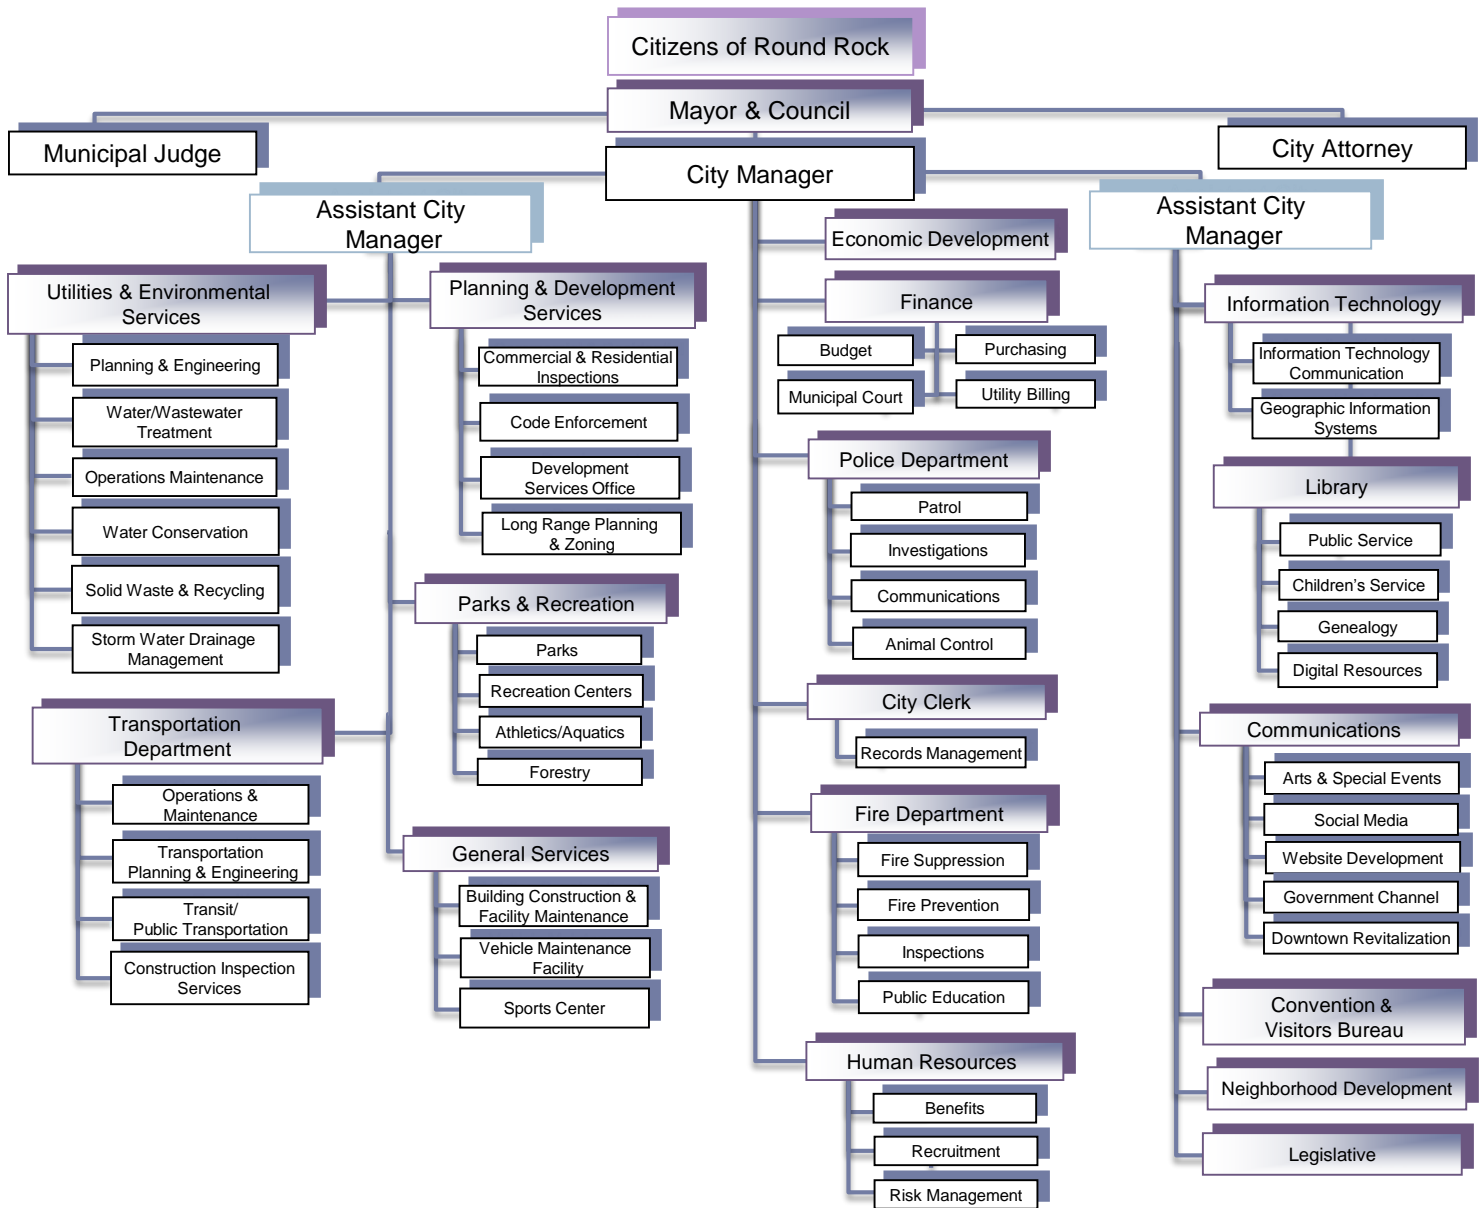 Citizens of Round Rock
Mayor & Council
Municipal Judge
City Attorney
City Manager
Assistant City
Manager
Utilities & Environmental
Services
Planning & Engineering
Water/Wastewater
Treatment
Operations Maintenance
Water Conservation
Solid Waste & Recycling
Storm Water Drainage
Management
Transportation
Department
Operations &
Maintenance
Transportation
Planning & Engineering
Transit/
Public Transportation
Construction Inspection
Services
Planning & Development
Services
Commercial & Residential
Inspections
Code Enforcement
Development
Services Office
Long Range Planning
& Zoning
Parks & Recreation
Parks
Recreation Centers
Athletics/Aquatics
Forestry
General Services
Building Construction &
Facility Maintenance
Vehicle Maintenance
Facility
Sports Center
Economic Development
Finance
Budget
Purchasing
Municipal Court
Utility Billing
Police Department
Patrol
Investigations
Communications
Animal Control
City Clerk
Records Management
Fire Department
Fire Suppression
Fire Prevention
Inspections
Public Education
Human Resources
Benefits
Recruitment
Risk Management
Assistant City
Manager
Information Technology
Information Technology
Communication
Geographic Information
Systems
Library
Public Service
Children’s Service
Genealogy
Digital Resources
Communications
Arts & Special Events
Social Media
Website Development
Government Channel
Downtown Revitalization
Convention &
Visitors Bureau
Neighborhood Development
Legislative